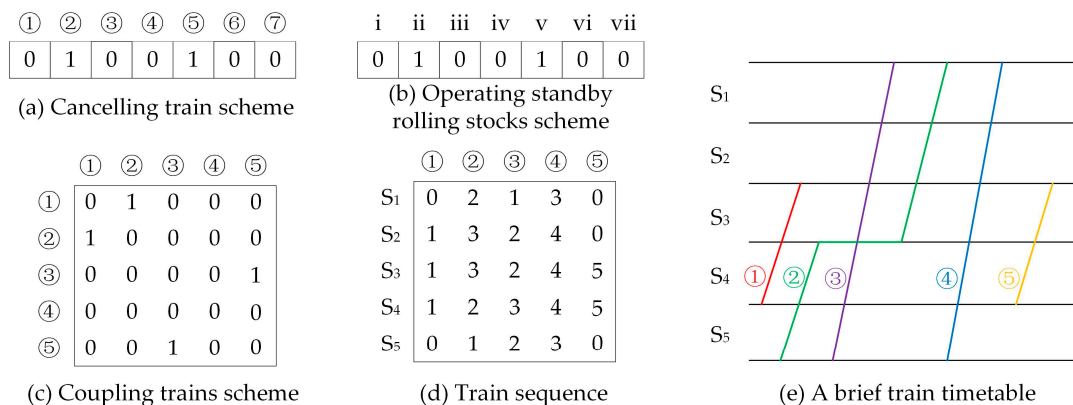 ① ② ③ ④ ⑤ ⑥ ⑦
0 1 0 0 1 0 0
(a) Cancelling train scheme
i ii iii iv v vi vii
0 1 0 0 1 0 0
(b) Operating standby
rolling stocks scheme
① ② ③ ④ ⑤
① 0 1 0 0 0
② 1 0 0 0 0
③ 0 0 0 0 1
④ 0 0 0 0 0
⑤ 0 0 1 0 0
(c) Coupling trains scheme
① ② ③ ④ ⑤
S1 0 2 1 3 0
S2 1 3 2 4 0
S3 1 3 2 4 5
S4 1 2 3 4 5
S5 0 1 2 3 0
(d) Train sequence
S1
S2
S3
S4 ① ② ③ ④ ⑤
S5
(e) A brief train timetable